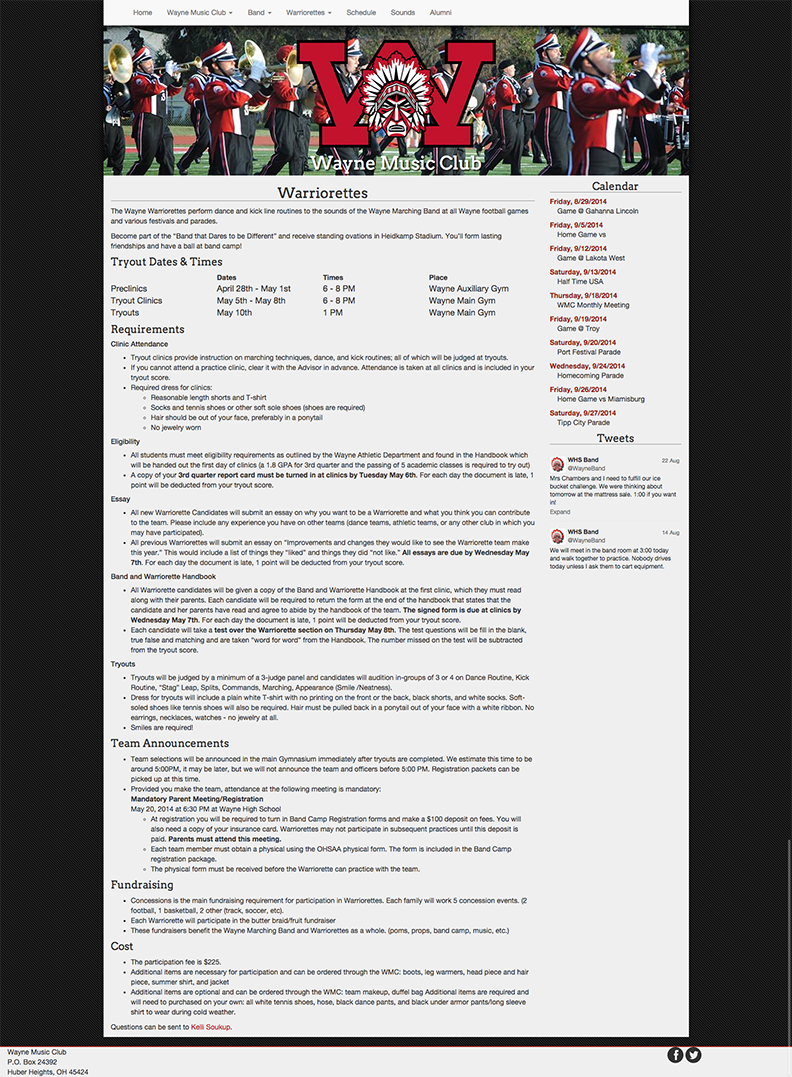 Home Wayne Music Club Band Warriorettes Schedule Sounds Alumni
W
Wayne Music Club
Warriorettes
The Wayne Warriorettes perform dance and kick line routines to the sounds of the Wayne Marching Band at all Wayne football games
and various festivals and parades.
Become part of the "Band that Dares to be Different" and receive standing ovations in Heidkamp Stadium. You'll form lasting
friendships and have a ball at band camp!
Tryout Dates & Times
Dates Times Place
Preclinics April 28th - May 1st 6 - 8 PM Wayne Auxiliary Gym
Tryout Clinics May 5th - May 8th 6 - 8 PM Wayne Main Gym
Tryouts May 10th 1 PM Wayne Main Gym
Requirements
Clinic Attendance
• Tryout clinics provide instruction on marching techniques, dance, and kick routines; all of which will be judged at tryouts.
• If you cannot attend a practice clinic, clear it with the Advisor in advance. Attendance is taken at all clinics and is included in your
tryout score.
• Required dress for clinics:
◦ Reasonable length shorts and T-shirt
◦ Socks and tennis shoes or other soft sole shoes (shoes are required)
◦ Hair should be out of your face, preferably in a ponytail
◦ No jewelry worn
Eligibility
• All students must meet eligibility requirements as outlined by the Wayne Athletic Department and found in the Handbook which
will be handed out the first day of clinics (a 1.8 GPA for 3rd quarter and the passing of 5 academic classes is required to try out)
• A copy of your 3rd quarter report card must be turned in at clinics by Tuesday May 6th. For each day the document is late, 1
point will be deducted from your tryout score.
Essay
• All new Warriorette Candidates will submit an essay on why you want to be a Warriorette and what you think you can contribute
to the team. Please include any experience you have on other teams (dance teams, athletic teams, or any other club in which you
may have participated).
• All previous Warriorettes will submit an essay on "Improvements and changes they would like to see the Warriorette team make
this year." This would include a list of things they "liked" and things they did "not like." All essays are due by Wednesday May
7th. For each day the document is late, 1 point will be deducted from your tryout score.
Band and Warriorette Handbook
• All Warriorette candidates will be given a copy of the Band and Warriorette Handbook at the first clinic, which they must read
along with their parents. Each candidate will be required to return the form at the end of the handbook that states that the
candidate and her parents have read and agree to abide by the handbook of the team. The signed form is due at clinics by
Wednesday May 7th. For each day the document is late, 1 point will be deducted from your tryout score.
• Each candidate will take a test over the Warriorette section on Thursday May 8th. The test questions will be fill in the blank,
true false and matching and are taken "word for word" from the Handbook. The number missed on the test will be subtracted
from the tryout score.
Tryouts
• Tryouts will be judged by a minimum of a 3-judge panel and candidates will audition in-groups of 3 or 4 on Dance Routine, Kick
Routine, "Stag" Leap, Splits, Commands, Marching, Appearance (Smile /Neatness).
• Dress for tryouts will include a plain white T-shirt with no printing on the front or the back, black shorts, and white socks. Soft-
soled shoes like tennis shoes will also be required. Hair must be pulled back in a ponytail out of your face with a white ribbon. No
earrings, necklaces, watches - no jewelry at all.
• Smiles are required!
Team Announcements
• Team selections will be announced in the main Gymnasium immediately after tryouts are completed. We estimate this time to be
around 5:00PM, it may be later, but we will not announce the team and officers before 5:00 PM. Registration packets can be
picked up at this time.
• Provided you make the team, attendance at the following meeting is mandatory:
Mandatory Parent Meeting/Registration
May 20, 2014 at 6:30 PM at Wayne High School
◦ At registration you will be required to turn in Band Camp Registration forms and make a $100 deposit on fees. You will
also need a copy of your insurance card. Warriorettes may not participate in subsequent practices until this deposit is
paid. Parents must attend this meeting.
◦ Each team member must obtain a physical using the OHSAA physical form. The form is included in the Band Camp
registration package.
◦ The physical form must be received before the Warriorette can practice with the team.
Fundraising
• Concessions is the main fundraising requirement for participation in Warriorettes. Each family will work 5 concession events. (2
football, 1 basketball, 2 other (track, soccer, etc).
• Each Warriorette will participate in the butter braid/fruit fundraiser
• These fundraisers benefit the Wayne Marching Band and Warriorettes as a whole. (poms, props, band camp, music, etc.)
Cost
• The participation fee is $225.
• Additional items are necessary for participation and can be ordered through the WMC: boots, leg warmers, head piece and hair
piece, summer shirt, and jacket
• Additional items are optional and can be ordered through the WMC: team makeup, duffel bag Additional items are required and
will need to purchased on your own: all white tennis shoes, hose, black dance pants, and black under armor pants/long sleeve
shirt to wear during cold weather.
Questions can be sent to Kelli Soukup.
Calendar
Friday, 8/29/2014
Game @ Gahanna Lincoln
Friday, 9/5/2014
Home Game vs
Friday, 9/12/2014
Game @ Lakota West
Saturday, 9/13/2014
Half Time USA
Thursday, 9/18/2014
WMC Monthly Meeting
Friday, 9/19/2014
Game @ Troy
Saturday, 9/20/2014
Port Festival Parade
Wednesday, 9/24/2014
Homecoming Parade
Friday, 9/26/2014
Home Game vs Miamisburg
Saturday, 9/27/2014
Tipp City Parade
Tweets
WHS Band 22 Aug
@WayneBand
Mrs Chambers and I need to fulfill our ice
bucket challenge. We were thinking about
tomorrow at the mattress sale. 1:00 if you want
in!
Expand
WHS Band 14 Aug
@WayneBand
We will meet in the band room at 3:00 today
and walk together to practice. Nobody drives
today unless I ask them to cart equipment.
Wayne Music Club
P.O. Box 24392
Huber Heights, OH 45424